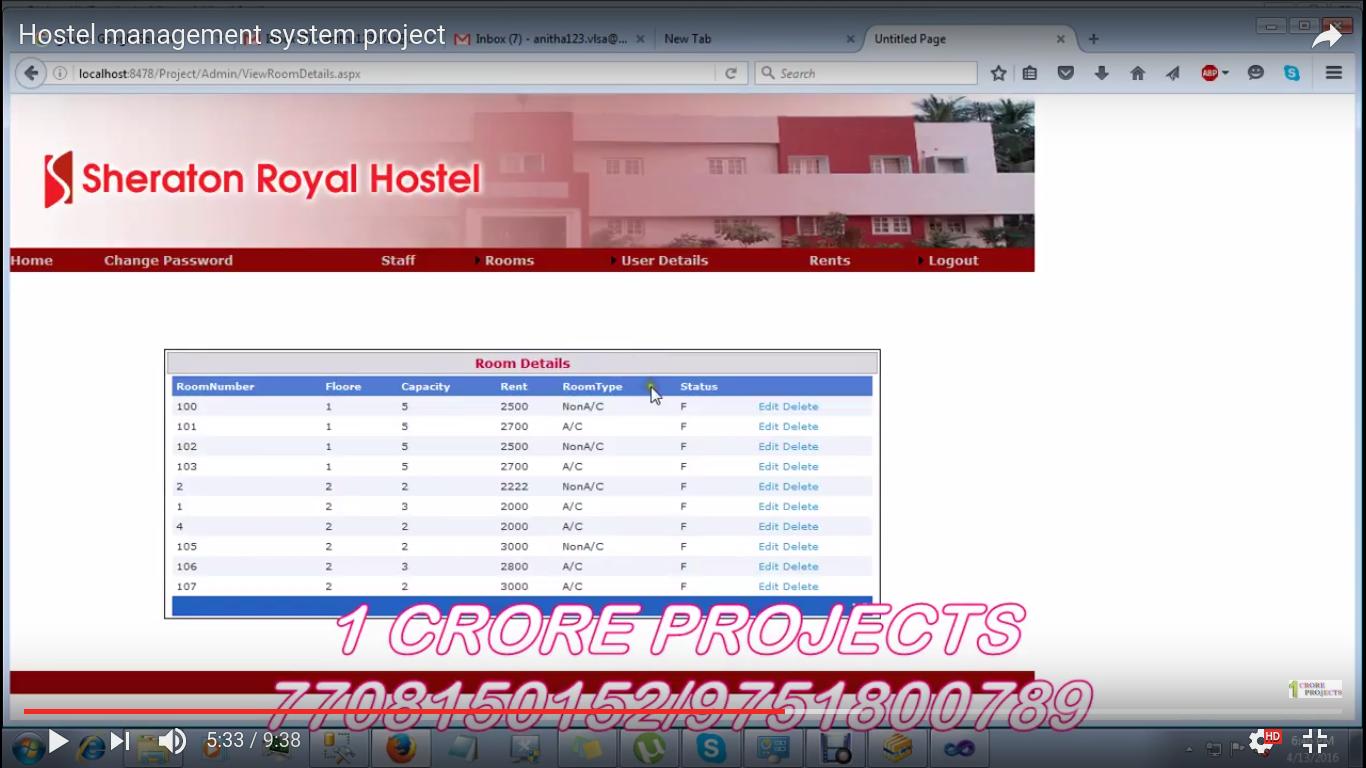 Hostel management system project
Inbox (7) - anitha123.vlsa@...
New Tab
Untitled Page
localhost:8478/Project/Admin/ViewRoomDetails.aspx
Search
ABP
Sheraton Royal Hostel
Home Change Password Staff Rooms User Details Rents Logout
Room Details
RoomNumber Floore Capacity Rent RoomType Status
100 1 5 2500 NonA/C F Edit Delete
101 1 5 2700 A/C F Edit Delete
102 1 5 2500 NonA/C F Edit Delete
103 1 5 2700 A/C F Edit Delete
2 2 2 2222 NonA/C F Edit Delete
1 2 3 2000 A/C F Edit Delete
4 2 2 2000 A/C F Edit Delete
105 2 2 3000 NonA/C F Edit Delete
106 2 3 2800 A/C F Edit Delete
107 2 2 3000 A/C F Edit Delete
1 CRORE PROJECTS
7708150152/9751800789
1 CRORE
PROJECTS
5:33 / 9:38
HD
4/13/2016